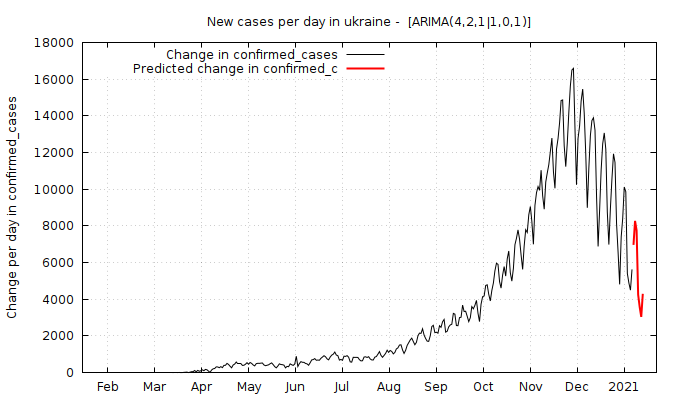 New cases per day in ukraine - [ARIMA(4,2,1|1,0,1)]
Change in confirmed_cases
Predicted change in confirmed_c
Change per day in confirmed_cases
18000
16000
14000
12000
10000
8000
6000
4000
2000
0
Feb Mar Apr May Jun Jul Aug Sep Oct Nov Dec 2021